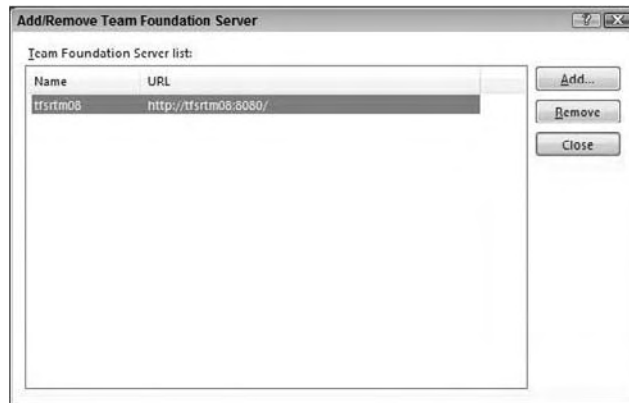 Add/Remove Team Foundation Server
Team Foundation Server list:
Name URL
tfsrtm08 http://tfsrtm08:8080/
Add...
Remove
Close